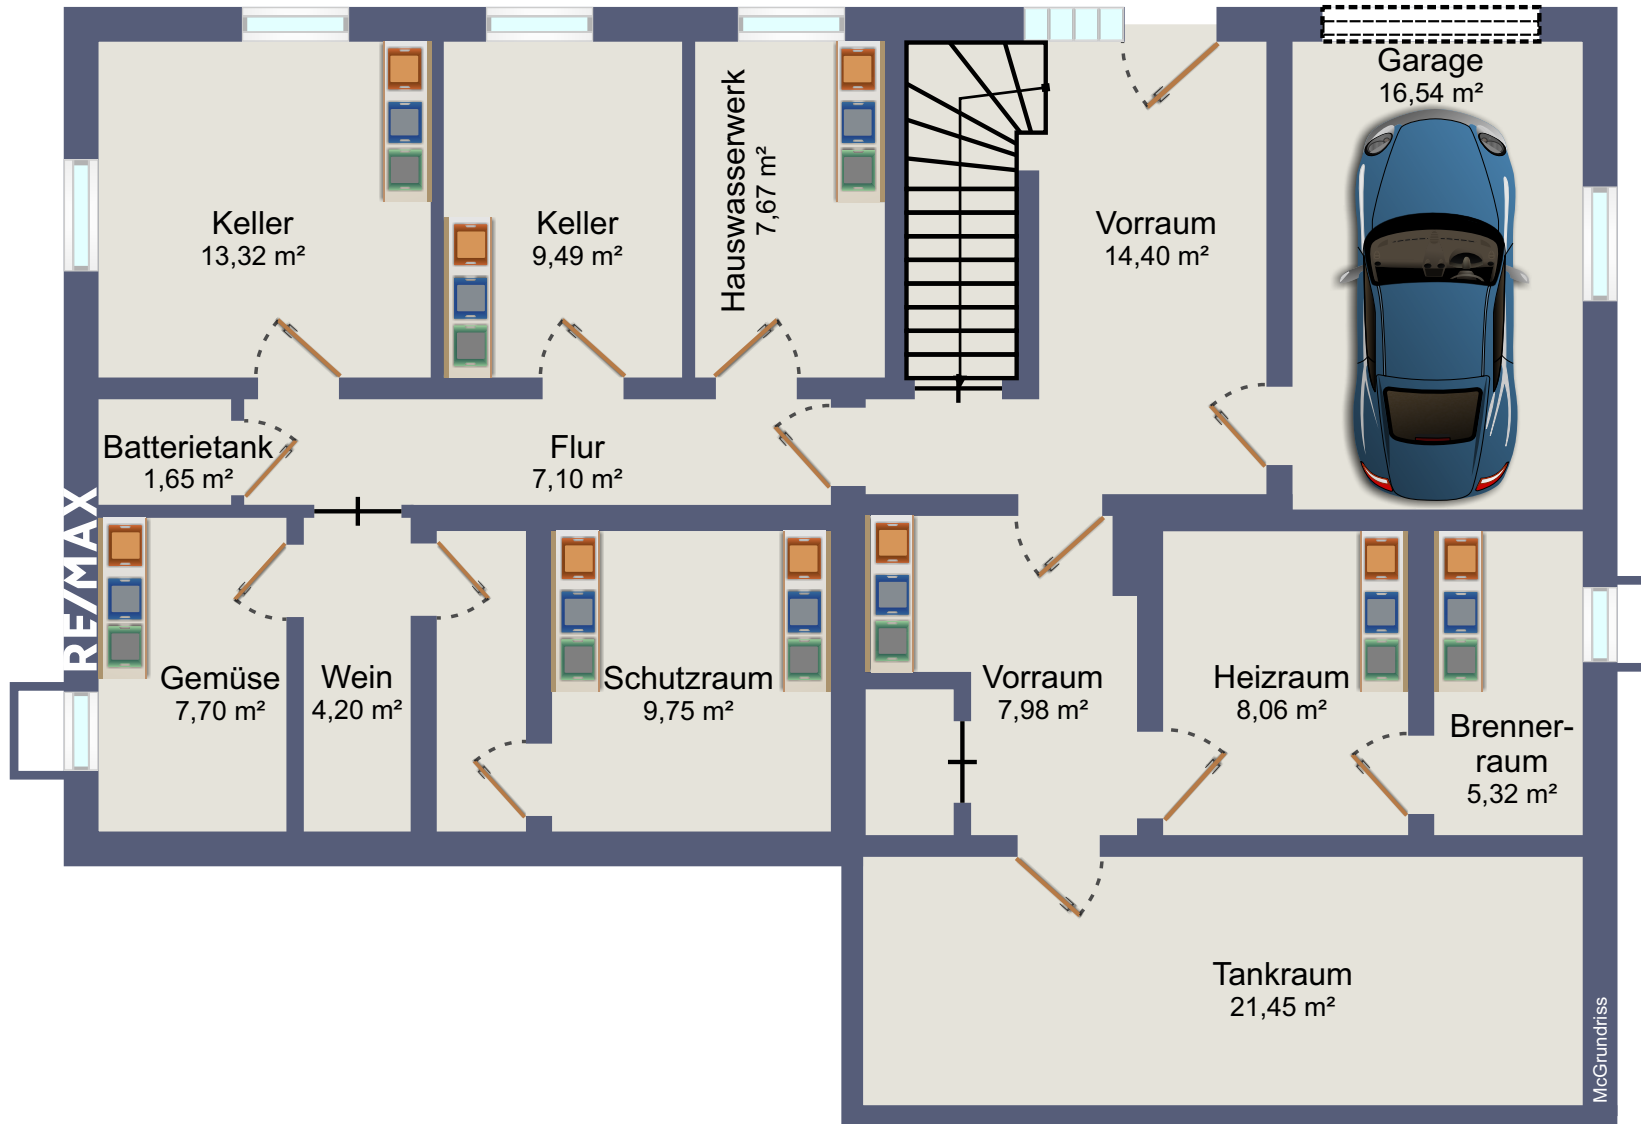 Garage
16,54 m²
Keller
13,32 m²
Keller
9,49 m²
Hauswasserwerk
7,67 m²
Vorraum
14,40 m²
Batterietank
1,65 m²
Flur
7,10 m²
RE/MAX
Gemüse
7,70 m²
Wein
4,20 m²
Schutzraum
9,75 m²
Vorraum
7,98 m²
Heizraum
8,06 m²
Brenner-
raum
5,32 m²
Tankraum
21,45 m²
McGrundriss